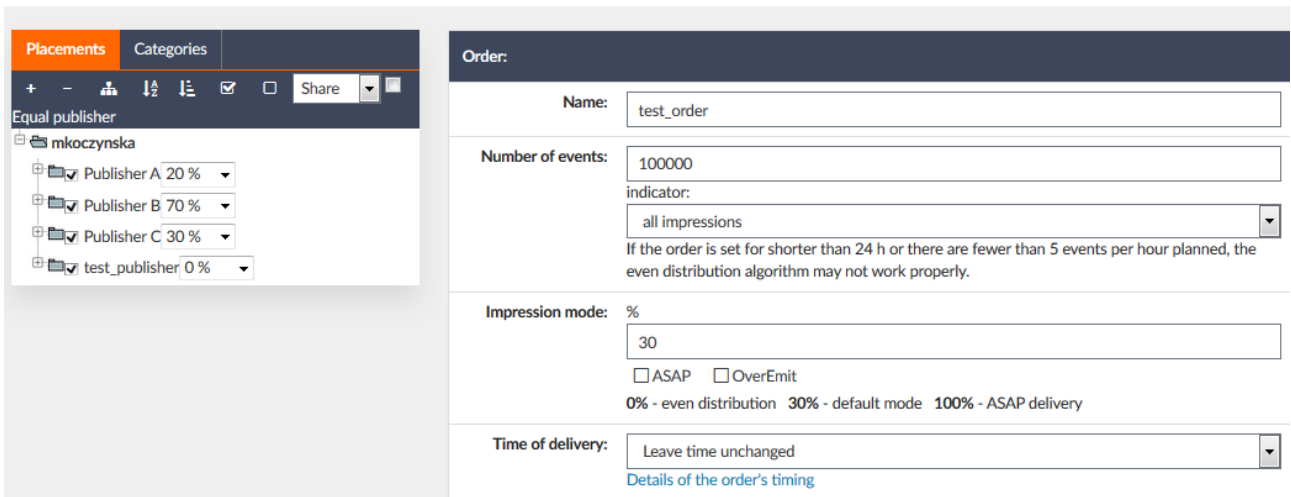 Placements Categories
Share
Equal publisher
mkoczynska
Publisher A 20 %
Publisher B 70 %
Publisher C 30 %
test_publisher 0 %
Order:
Name: test_order
Number of events: 100000
indicator:
all impressions
If the order is set for shorter than 24 h or there are fewer than 5 events per hour planned, the
even distribution algorithm may not work properly.
Impression mode: %
30
ASAP OverEmit
0% - even distribution 30% - default mode 100% - ASAP delivery
Time of delivery: Leave time unchanged
Details of the order's timing